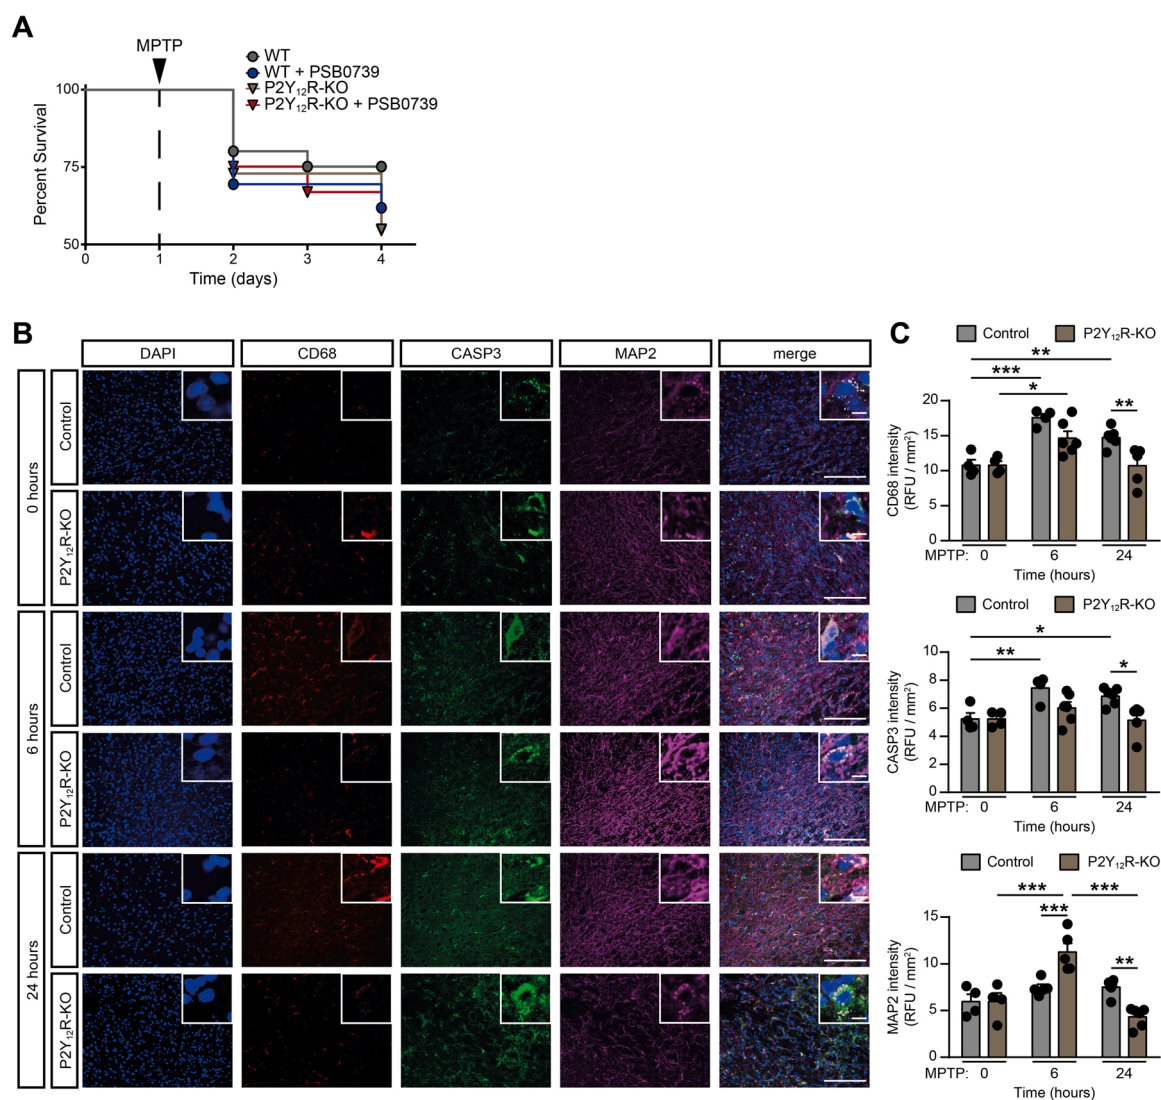 A
MPTP
WT
WT + PSB0739
P2Y₁₂R-KO
P2Y₁₂R-KO + PSB0739
Percent Survival
100
75
50
0 1 2 3 4
Time (days)
B
DAPI CD68 CASP3 MAP2 merge
0 hours
Control
P2Y₁₂R-KO
6 hours
Control
P2Y₁₂R-KO
24 hours
Control
P2Y₁₂R-KO
C
Control P2Y₁₂R-KO
**
***
*
**
CD68 intensity
(RFU / mm²)
20
15
10
5
0
MPTP: 0 6 24
Time (hours)
Control P2Y₁₂R-KO
*
**
*
CASP3 intensity
(RFU / mm²)
10
8
6
4
2
0
MPTP: 0 6 24
Time (hours)
Control P2Y₁₂R-KO
*** ***
***
**
MAP2 intensity
(RFU / mm²)
15
10
5
0
MPTP: 0 6 24
Time (hours)